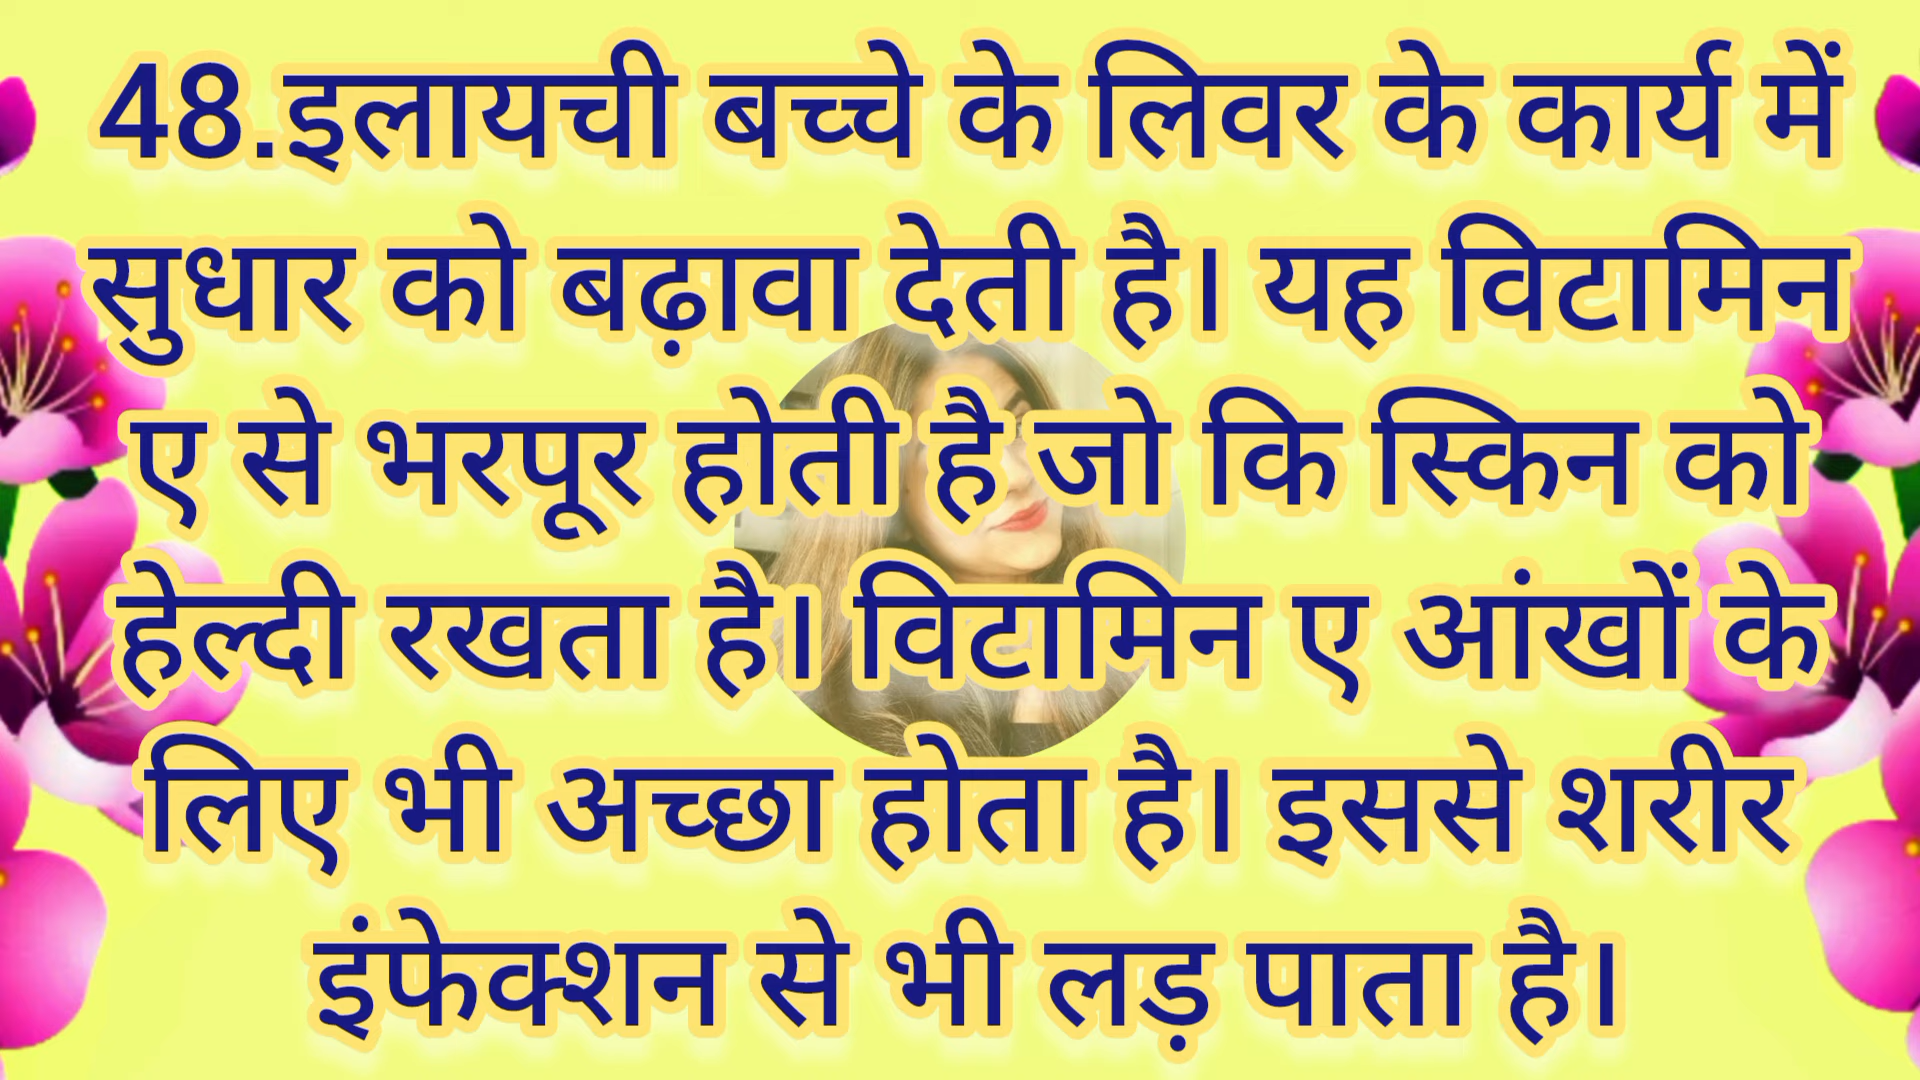 48.इलायची बच्चे के लिवर के कार्य में
सुधार को बढ़ावा देती है। यह विटामिन
ए से भरपूर होती है जो कि स्किन को
हेल्दी रखता है। विटामिन ए आंखों के
लिए भी अच्छा होता है। इससे शरीर
इंफेक्शन से भी लड़ पाता है।